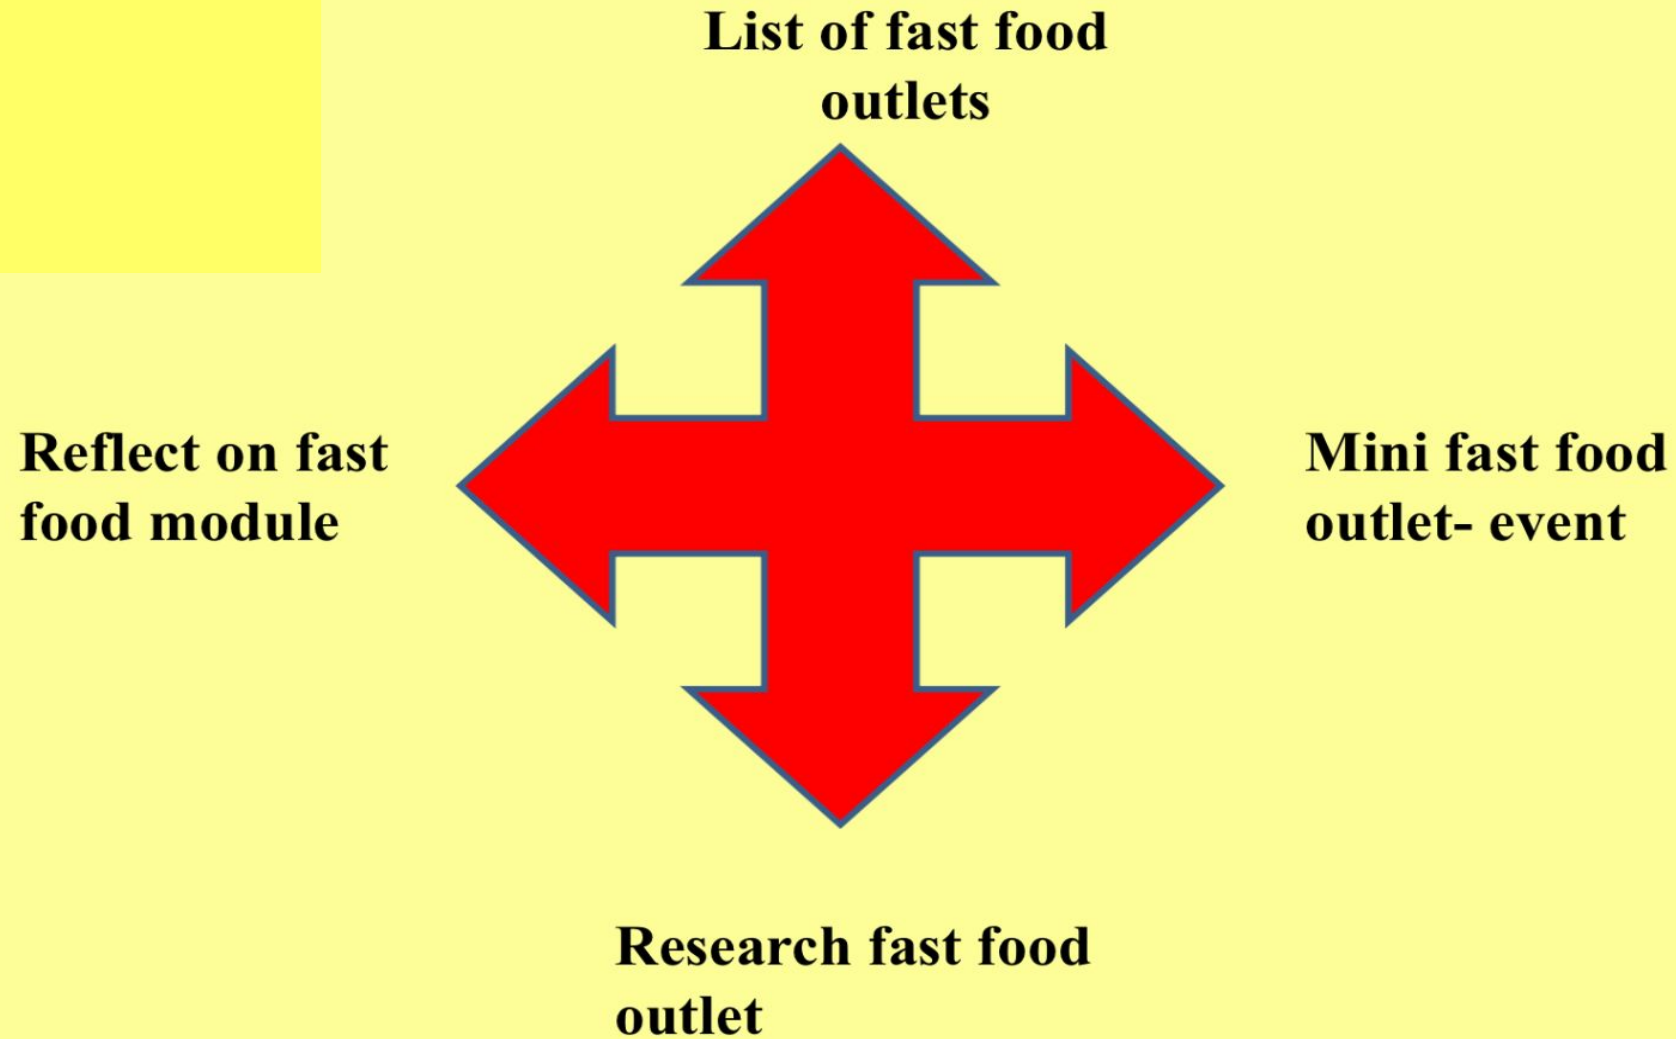 List of fast food
outlets
Reflect on fast
food module
Mini fast food
outlet- event
Research fast food
outlet